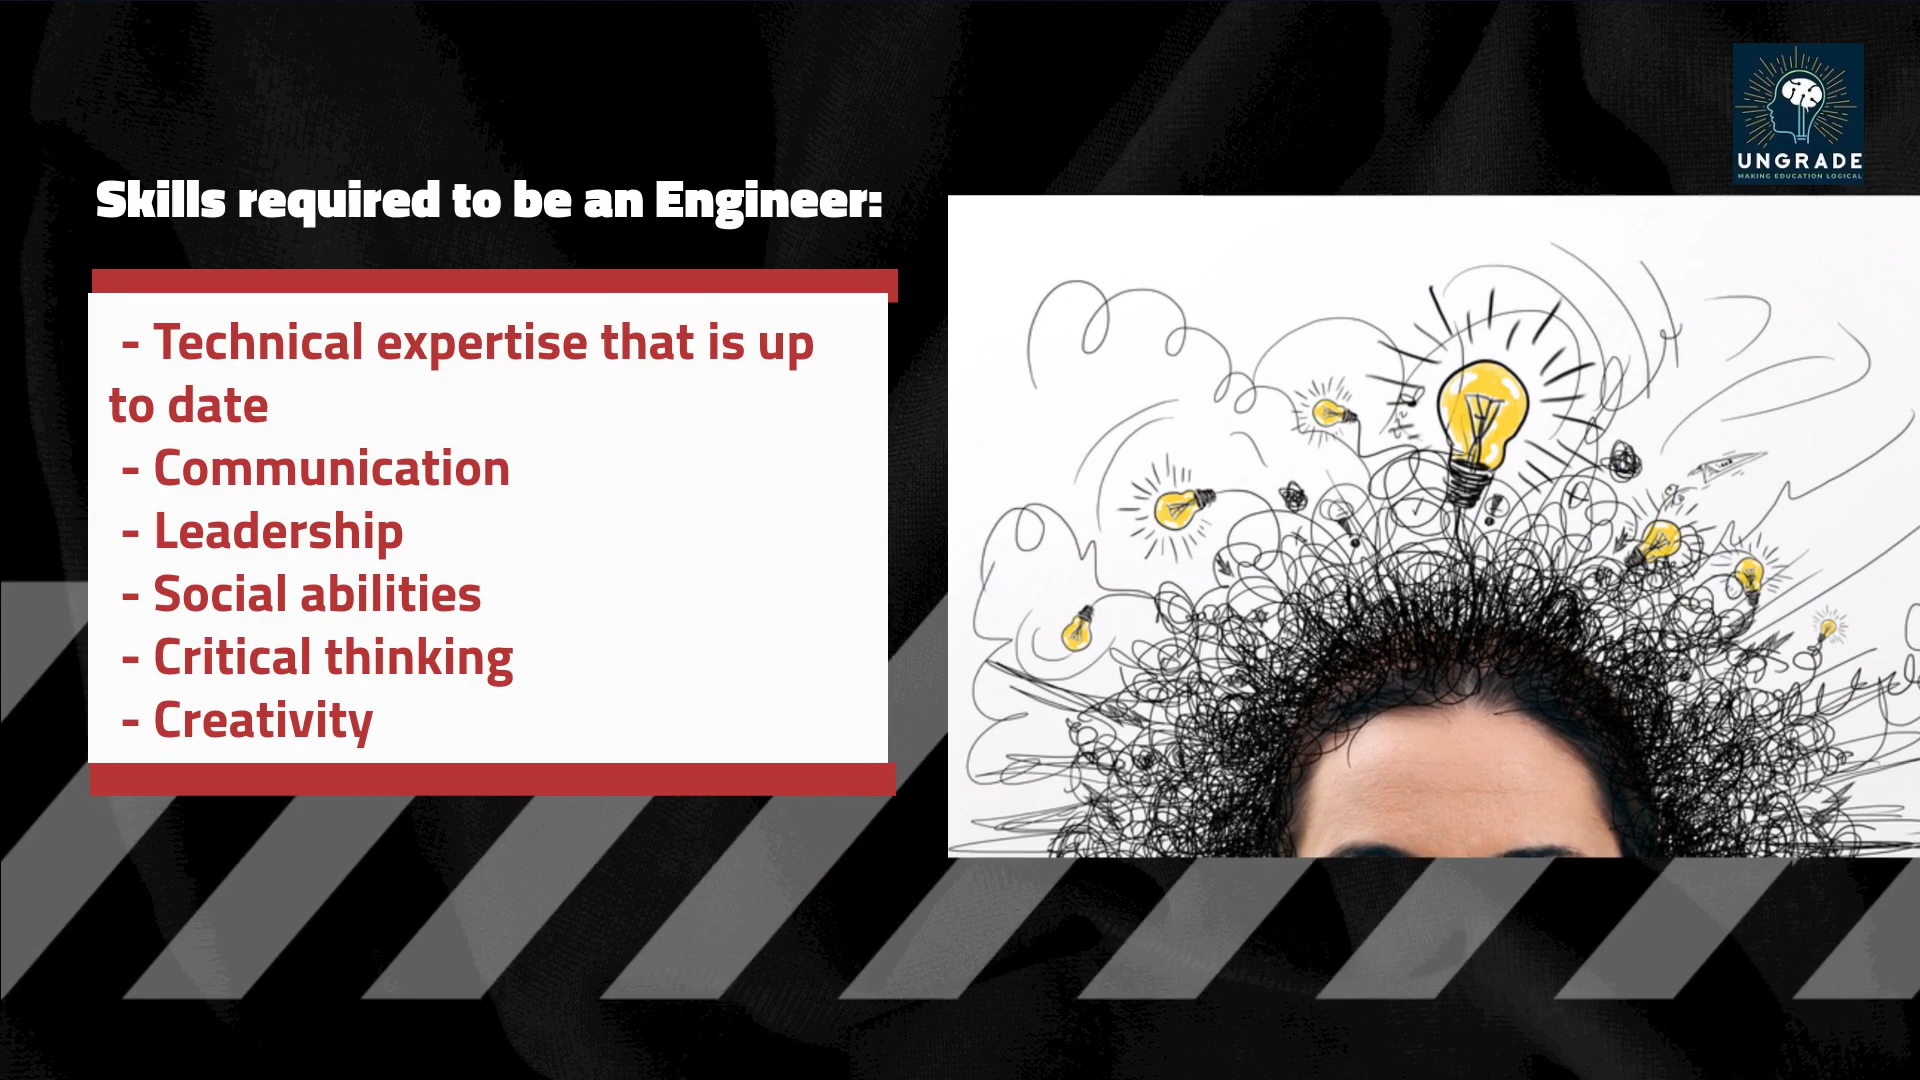 UNGRADE
MAKING EDUCATION LOGICAL
Skills required to be an Engineer:
- Technical expertise that is up
to date
- Communication
- Leadership
- Social abilities
- Critical thinking
- Creativity